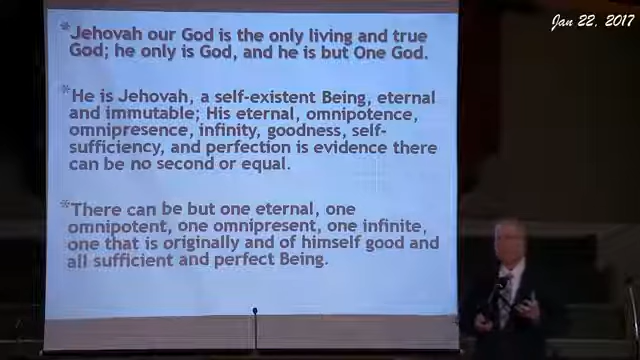 Jan 22, 2017
*Jehovah our God is the only living and true
God; he only is God, and he is but One God.
*He is Jehovah, a self-existent Being, eternal
and immutable; His eternal, omnipotence,
omnipresence, infinity, goodness, self-
sufficiency, and perfection is evidence there
can be no second or equal.
*There can be but one eternal, one
omnipotent, one omnipresent, one infinite,
one that is originally and of himself good and
all sufficient and perfect Being.